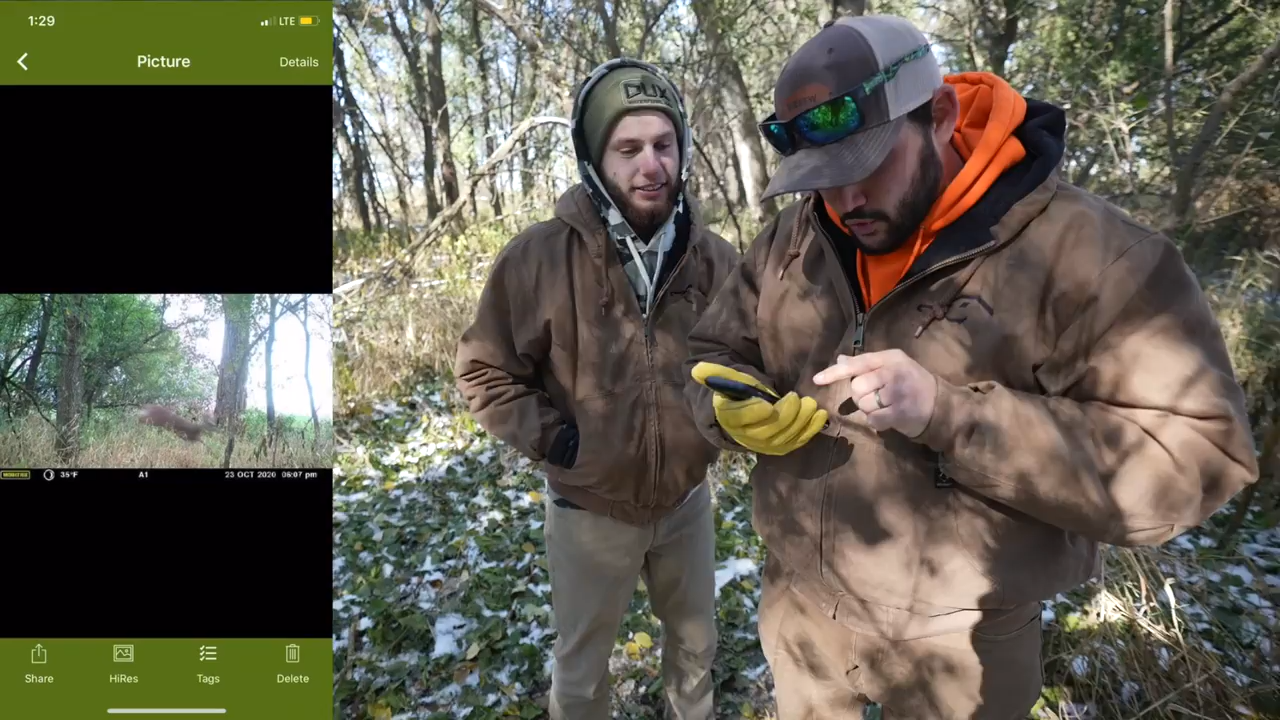 1:29
LTE
Picture
Details
35°F
A1
23 OCT 2020
06:07 pm
Share
HiRes
Tags
Delete
DUX